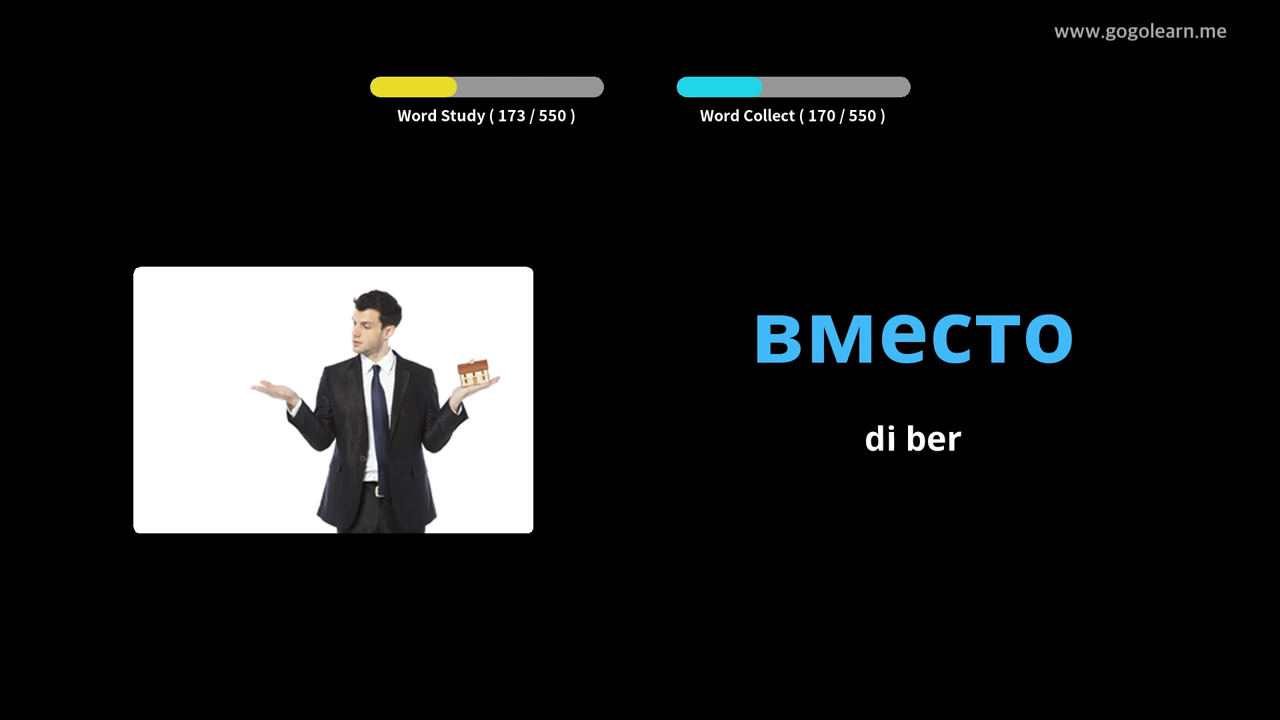 www.gogolearn.me
Word Study ( 173 / 550 )
Word Collect ( 170 / 550 )
вместо
di ber